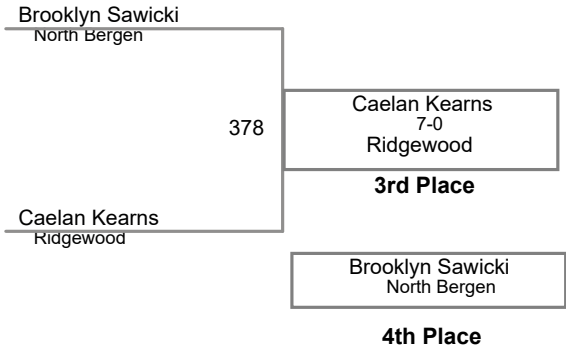 Brooklyn Sawicki
North Bergen
378
Caelan Kearns
7-0
Ridgewood
3rd Place
Caelan Kearns
Ridgewood
Brooklyn Sawicki
North Bergen
4th Place